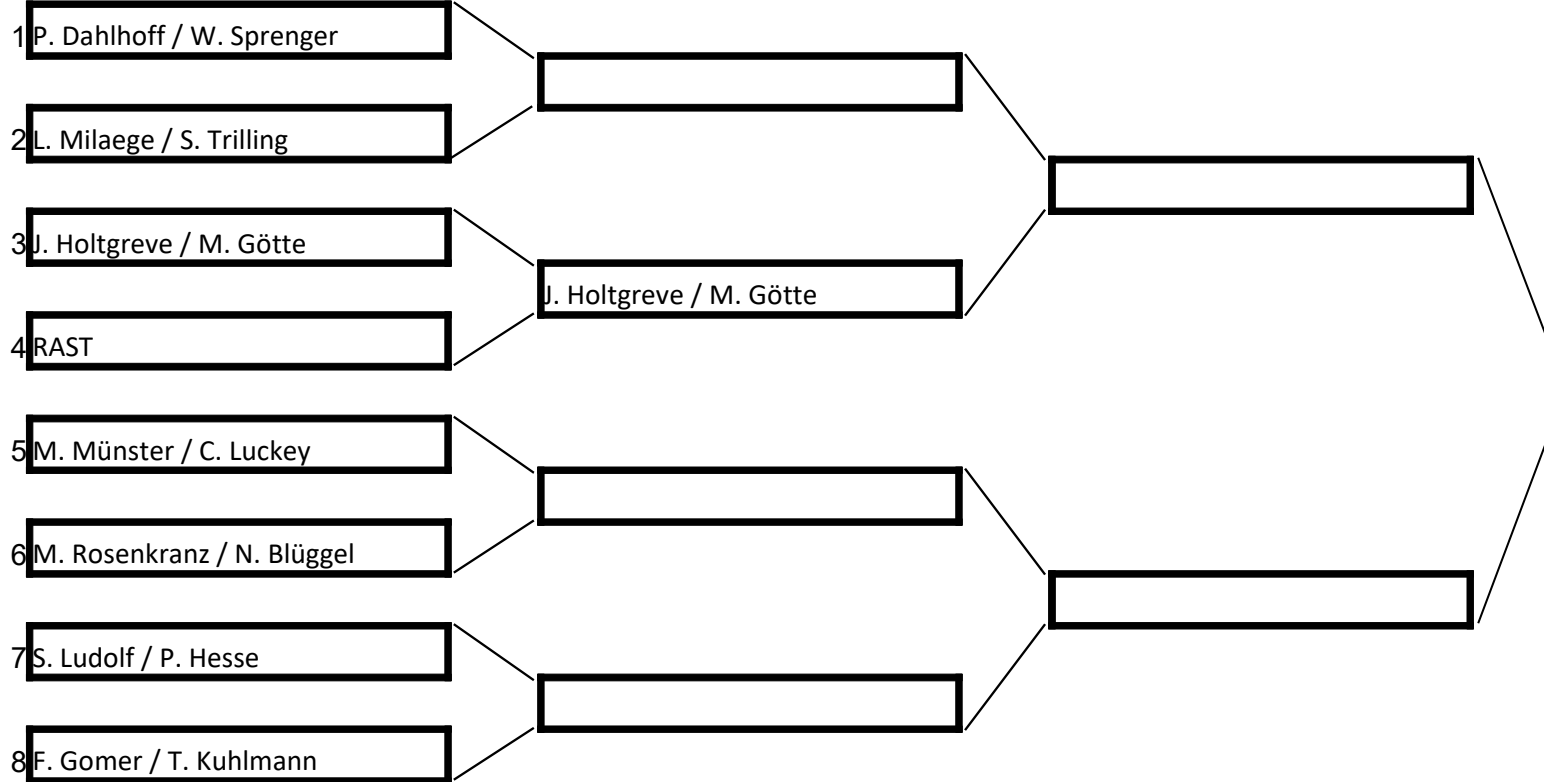 1 P. Dahlhoff / W. Sprenger
2 L. Milaege / S. Trilling
3 J. Holtgreve / M. Götte
J. Holtgreve / M. Götte
4 RAST
5 M. Münster / C. Luckey
6 M. Rosenkranz / N. Blüggel
7 S. Ludolf / P. Hesse
8 F. Gomer / T. Kuhlmann